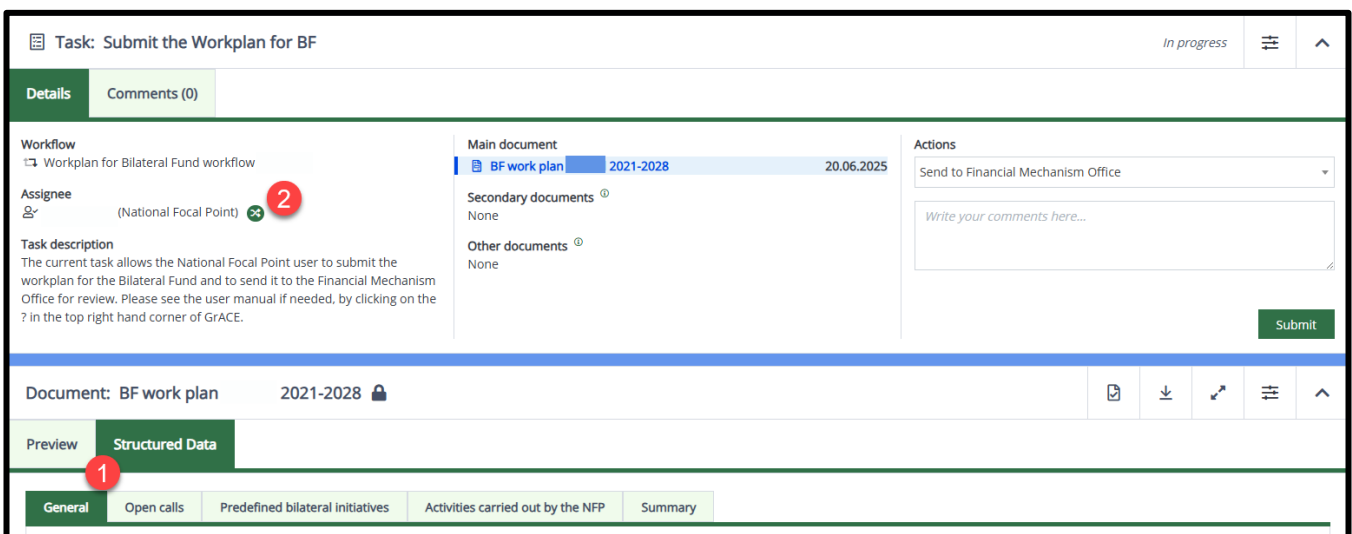 Task: Submit the Workplan for BF
In progress
Details
Comments (0)
Workflow
Workplan for Bilateral Fund workflow
Assignee
(National Focal Point)
2
Task description
The current task allows the National Focal Point user to submit the
workplan for the Bilateral Fund and to send it to the Financial Mechanism
Office for review. Please see the user manual if needed, by clicking on the
? in the top right hand corner of GrACE.
Main document
BF work plan 2021-2028 20.06.2025
Secondary documents
None
Other documents
None
Actions
Send to Financial Mechanism Office
Write your comments here...
Submit
Document: BF work plan 2021-2028
Preview
Structured Data
1
General
Open calls
Predefined bilateral initiatives
Activities carried out by the NFP
Summary